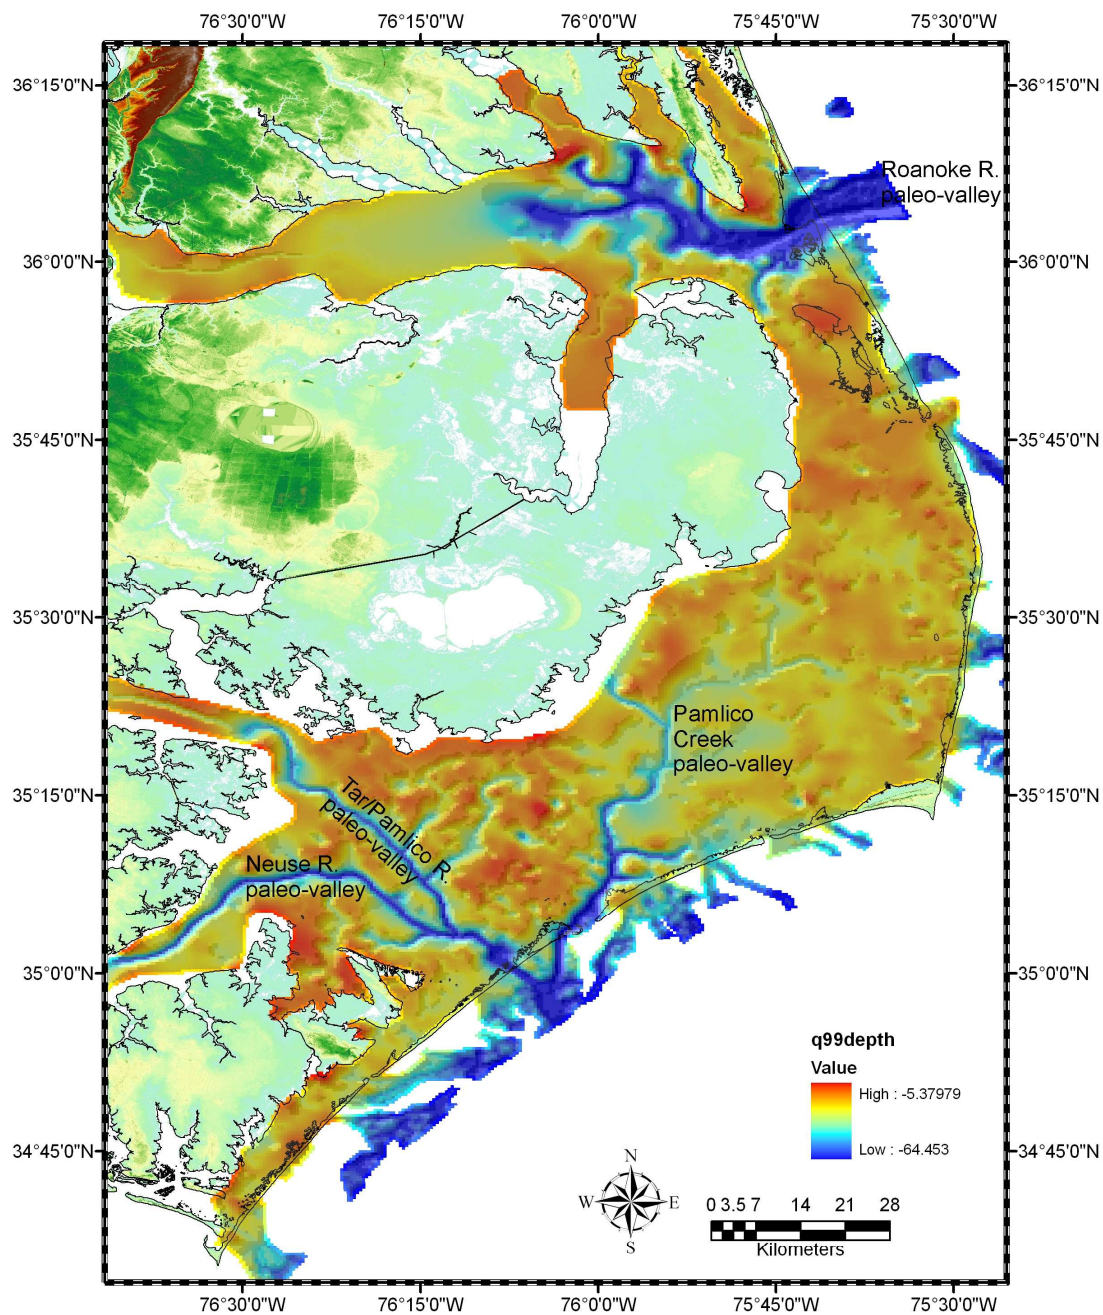 76°30'0"W 76°15'0"W 76°0'0"W 75°45'0"W 75°30'0"W
36°15'0"N 36°15'0"N
Roanoke R.
paleo-valley
36°0'0"N 36°0'0"N
35°45'0"N 35°45'0"N
35°30'0"N 35°30'0"N
Pamlico
Creek
paleo-valley
35°15'0"N 35°15'0"N
Tar/Pamlico R.
paleo-valley
Neuse R.
paleo-valley
35°0'0"N 35°0'0"N
q99depth
Value
High : -5.37979
Low : -64.453
34°45'0"N 34°45'0"N
N
W E
S
0 3.5 7 14 21 28
Kilometers
76°30'0"W 76°15'0"W 76°0'0"W 75°45'0"W 75°30'0"W